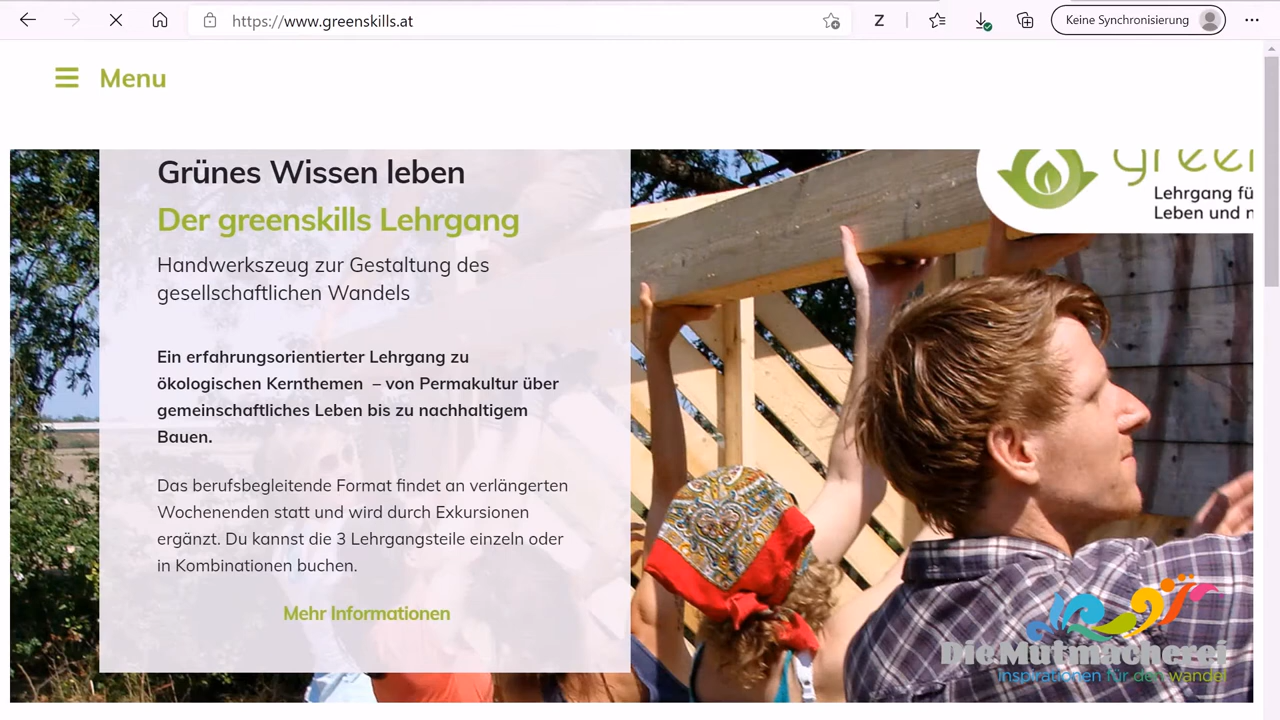 https://www.greenskills.at
Z
Keine Synchronisierung
Menu
Grünes Wissen leben
Der greenskills Lehrgang
Handwerkszeug zur Gestaltung des
gesellschaftlichen Wandels
Ein erfahrungsorientierter Lehrgang zu
ökologischen Kernthemen – von Permakultur über
gemeinschaftliches Leben bis zu nachhaltigem
Bauen.
Das berufsbegleitende Format findet an verlängerten
Wochenenden statt und wird durch Exkursionen
ergänzt. Du kannst die 3 Lehrgangsteile einzeln oder
in Kombinationen buchen.
Mehr Informationen
Lehrgang fü
Leben und
Die Mutmacherei
inspirationen für den wandel